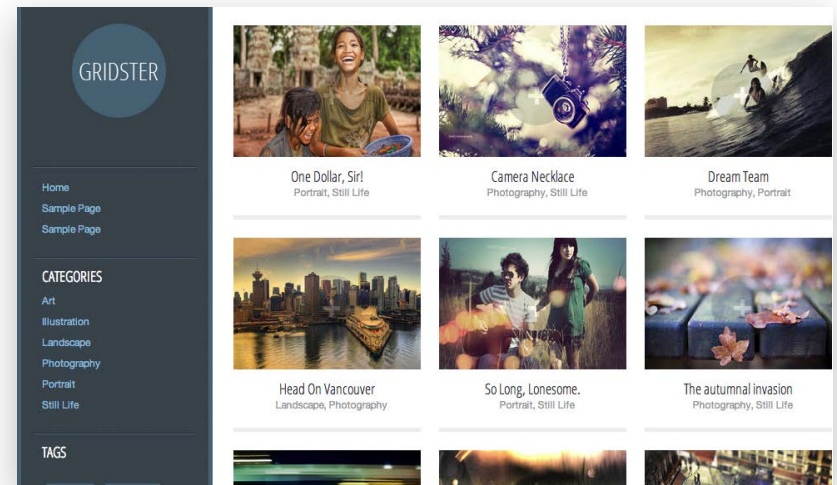 GRIDSTER
Home
Sample Page
Sample Page
CATEGORIES
Art
Illustration
Landscape
Photography
Portrait
Still Life
TAGS
One Dollar, Sir!
Portrait, Still Life
Camera Necklace
Photography, Still Life
Dream Team
Photography, Portrait
Head On Vancouver
Landscape, Photography
So Long, Lonesome.
Portrait, Still Life
The autumnal invasion
Photography, Still Life